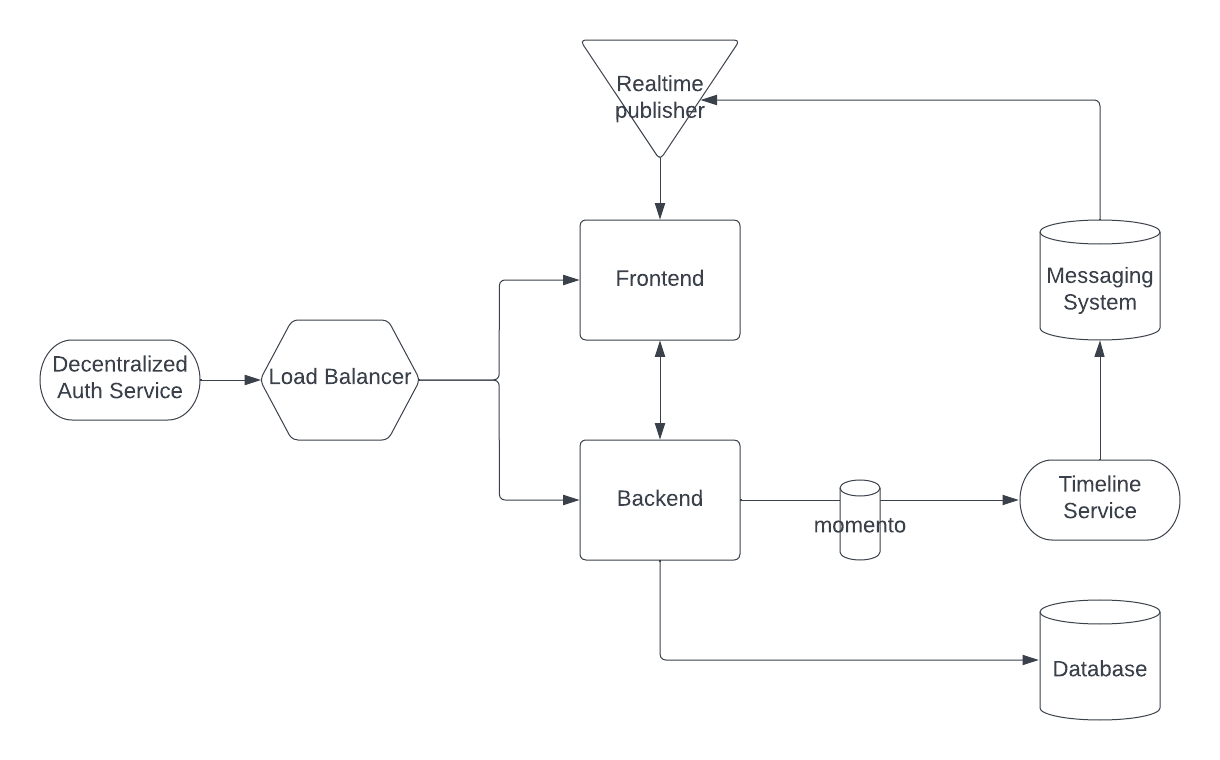 Realtime
publisher
Frontend
Messaging
System
Decentralized
Auth Service
Load Balancer
Backend
momento
Timeline
Service
Database